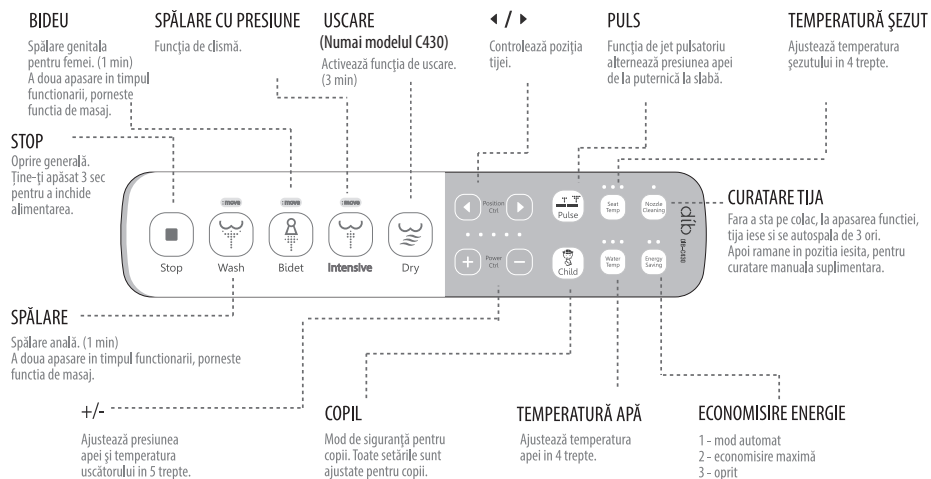 BIDEU
Spălare genitala
pentru femei. (1 min)
A doua apasare in timpul
functionarii, porneste
functia de masaj.
SPĂLARE CU PRESIUNE
Funcția de clismă.
USCARE
(Numai modelul C430)
Activează funcția de uscare.
(3 min)
◄ / ►
Controlează poziția
tijei.
PULS
Funcția de jet pulsatoriu
alternează presiunea apei
de la puternică la slabă.
TEMPERATURĂ ȘEZUT
Ajustează temperatura
șezutului in 4 trepte.
STOP
Oprire generală.
Ține-ți apăsat 3 sec
pentru a inchide
alimentarea.
:move
:move
:move
Stop
Wash
Bidet
Intensive
Dry
Position
Ctrl
Power
Ctrl
Pulse
Child
Seat
Temp
Nozzle
Cleaning
Water
Temp
Energy
Saving
dib
DIB-C430
CURATARE TIJA
Fara a sta pe colac, la apasarea functiei,
tija iese si se autospala de 3 ori.
Apoi ramane in pozitia iesita, pentru
curatare manuala suplimentara.
SPĂLARE
Spălare anală. (1 min)
A doua apasare in timpul functionarii, porneste
functia de masaj.
+/-
Ajustează presiunea
apei și temperatura
uscătorului in 5 trepte.
COPIL
Mod de siguranță pentru
copii. Toate setările sunt
ajustate pentru copii.
TEMPERATURĂ APĂ
Ajustează temperatura
apei in 4 trepte.
ECONOMISIRE ENERGIE
1 - mod automat
2 - economisire maximă
3 - oprit